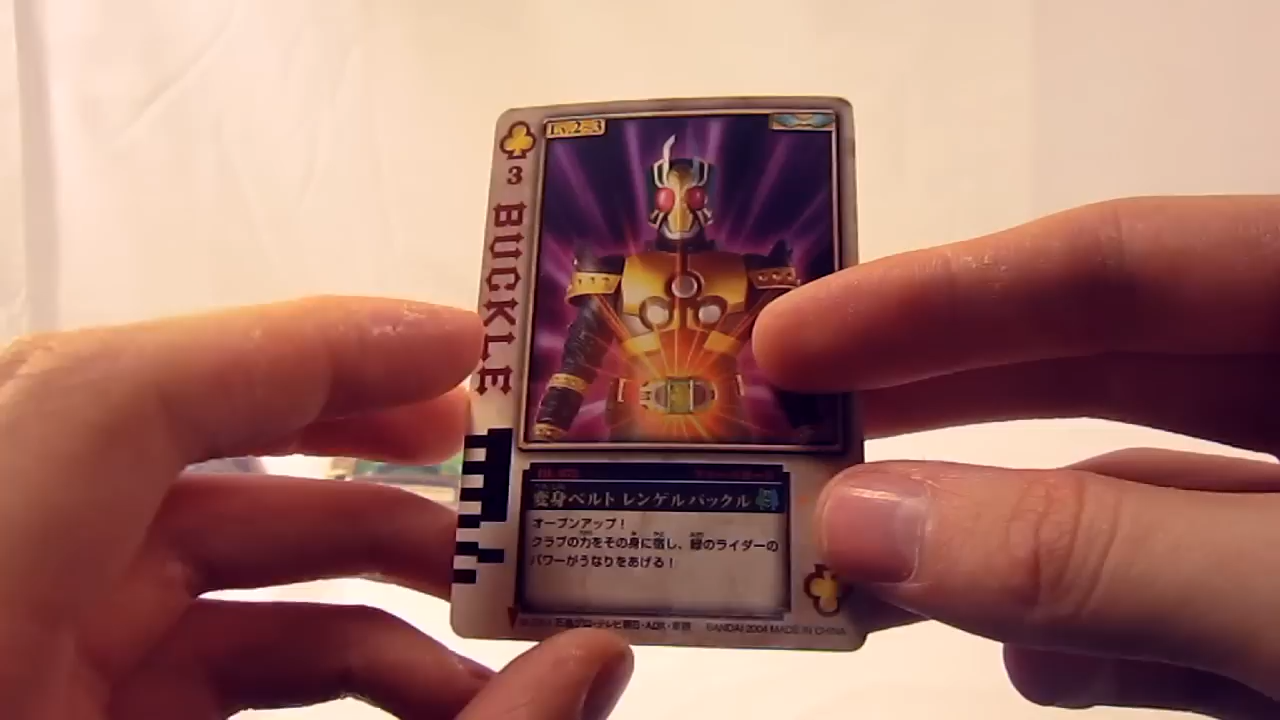 Lv.2~3
3
BUCKLE
変身ベルト レンゲルバックル
オープンアップ！
クラブの力をその身に宿し、緑のライダーの
パワーがうなりをあげる！
石森プロ・テレビ朝日・ADK・東映 ©BANDAI 2004 MADE IN CHINA